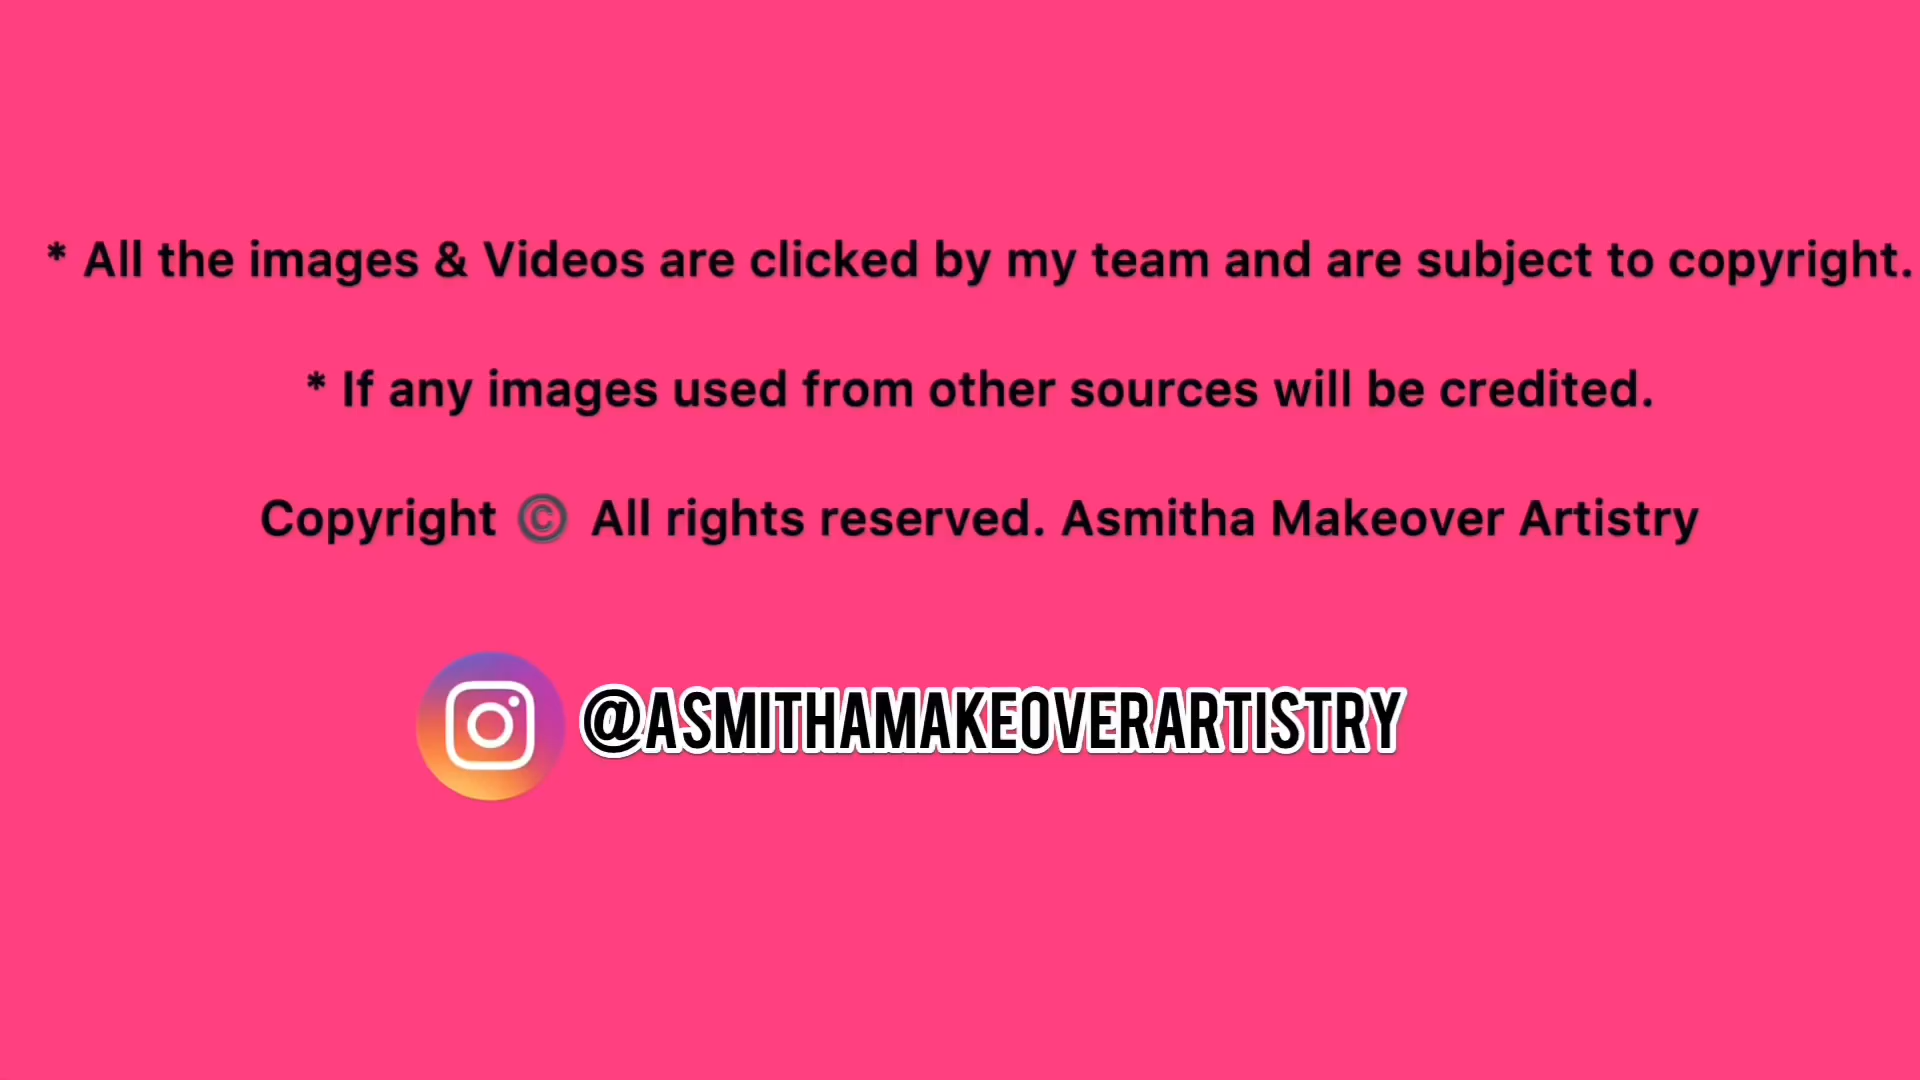 * All the images & Videos are clicked by my team and are subject to copyright.
* If any images used from other sources will be credited.
Copyright © All rights reserved. Asmitha Makeover Artistry
@ASMITHAMAKEOVERARTISTRY